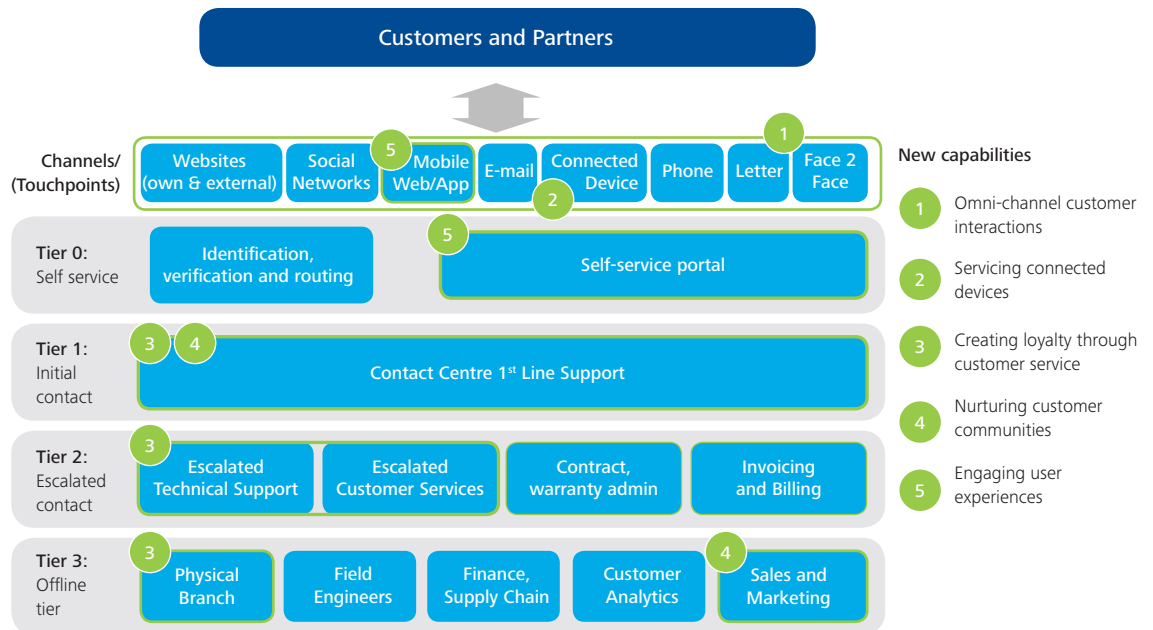 Customers and Partners
Channels/
(Touchpoints)
Websites
(own & external)
Social
Networks
5
Mobile
Web/App
E-mail
Connected
Device
2
Phone
Letter
1
Face 2
Face
Tier 0:
Self service
Identification,
verification and routing
5
Self-service portal
Tier 1:
Initial
contact
3
4
Contact Centre 1st Line Support
Tier 2:
Escalated
contact
3
Escalated
Technical Support
Escalated
Customer Services
Contract,
warranty admin
Invoicing
and Billing
Tier 3:
Offline
tier
3
Physical
Branch
Field
Engineers
Finance,
Supply Chain
Customer
Analytics
4
Sales and
Marketing
New capabilities
1
Omni-channel customer
interactions
2
Servicing connected
devices
3
Creating loyalty through
customer service
4
Nurturing customer
communities
5
Engaging user
experiences